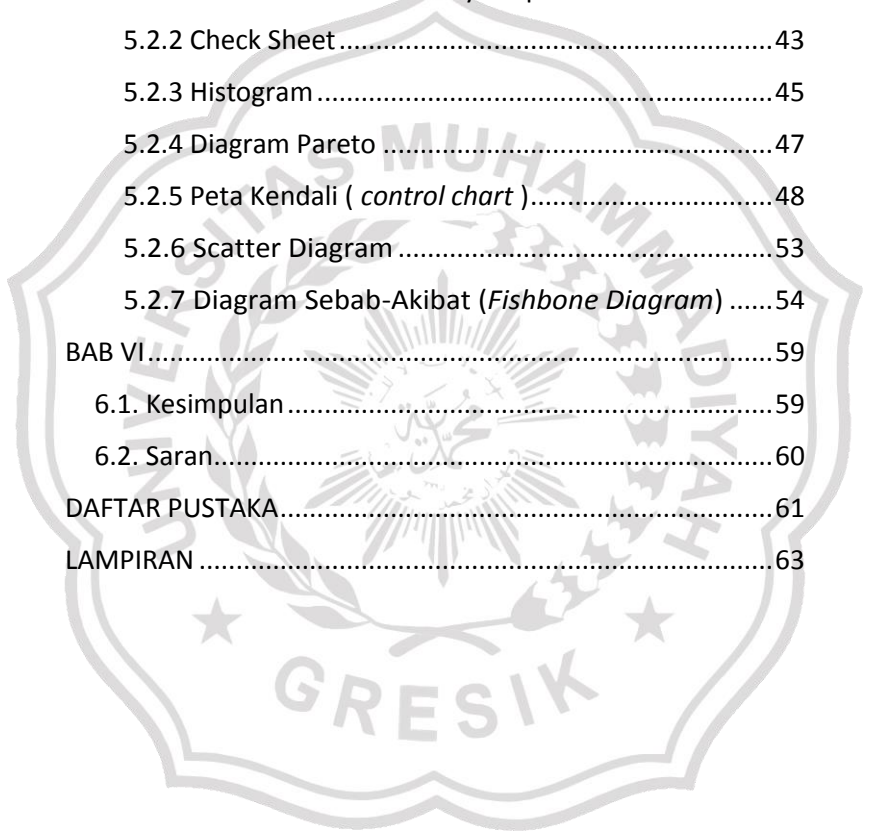 5.2.2 Check Sheet.......................................................................43
5.2.3 Histogram..........................................................................45
5.2.4 Diagram Pareto ................................................................47
5.2.5 Peta Kendali ( control chart )..........................................48
5.2.6 Scatter Diagram ..............................................................53
5.2.7 Diagram Sebab-Akibat (Fishbone Diagram) ......54
BAB VI..........................................................................................59
6.1. Kesimpulan.........................................................................59
6.2. Saran...................................................................................60
DAFTAR PUSTAKA.....................................................................61
LAMPIRAN ..................................................................................63
UNIVERSITAS MUHAMMADIYAH
GRESIK